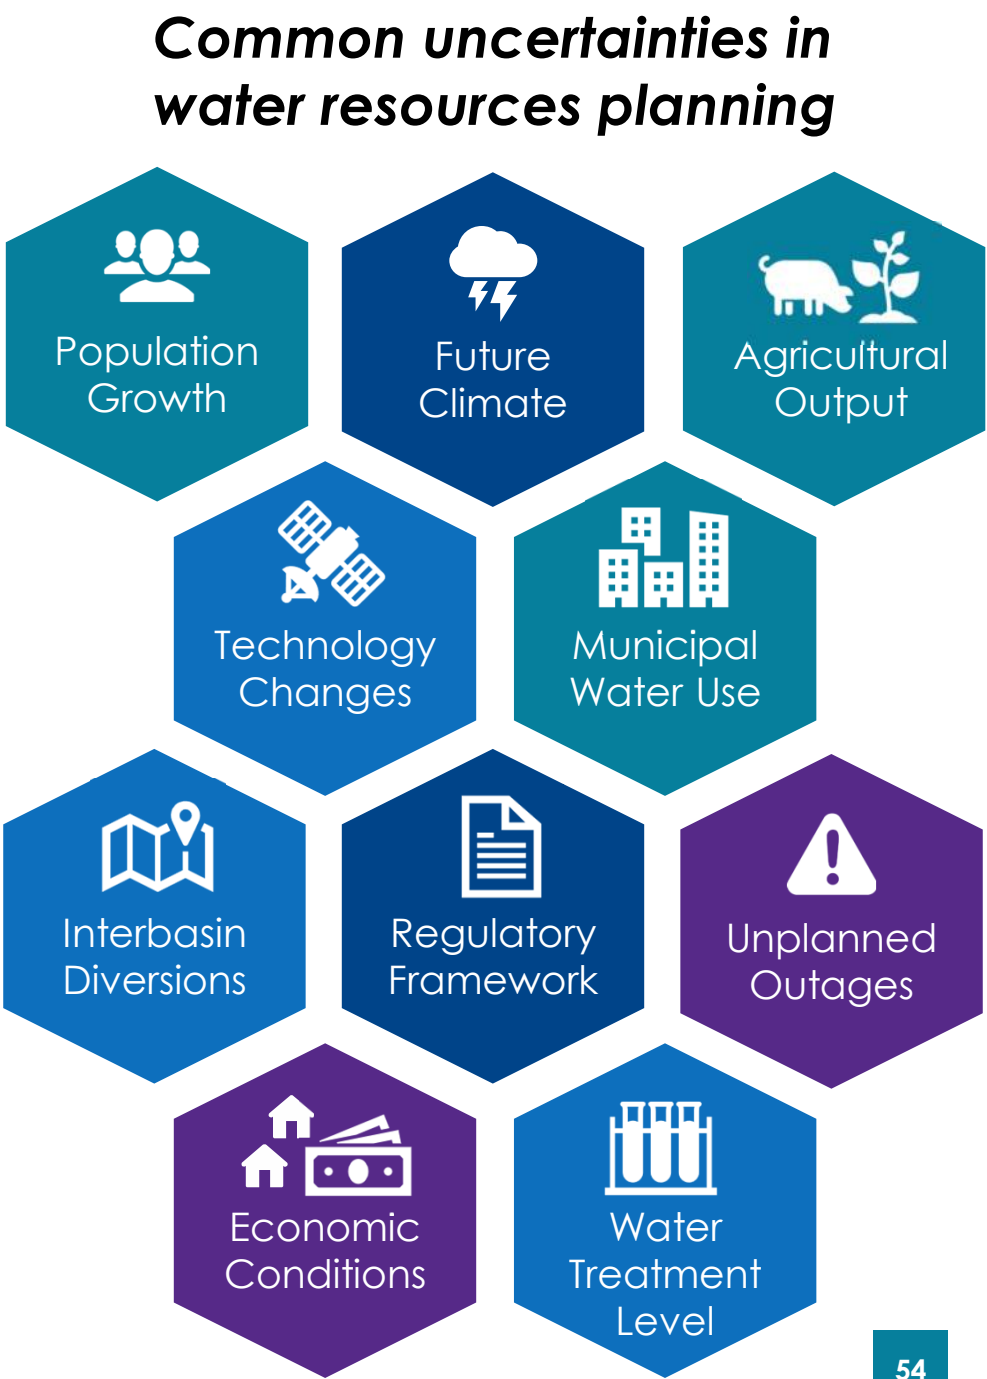 Common uncertainties in
water resources planning
Population
Growth
Future
Climate
Agricultural
Output
Technology
Changes
Municipal
Water Use
Interbasin
Diversions
Regulatory
Framework
Unplanned
Outages
Economic
Conditions
Water
Treatment
Level
54